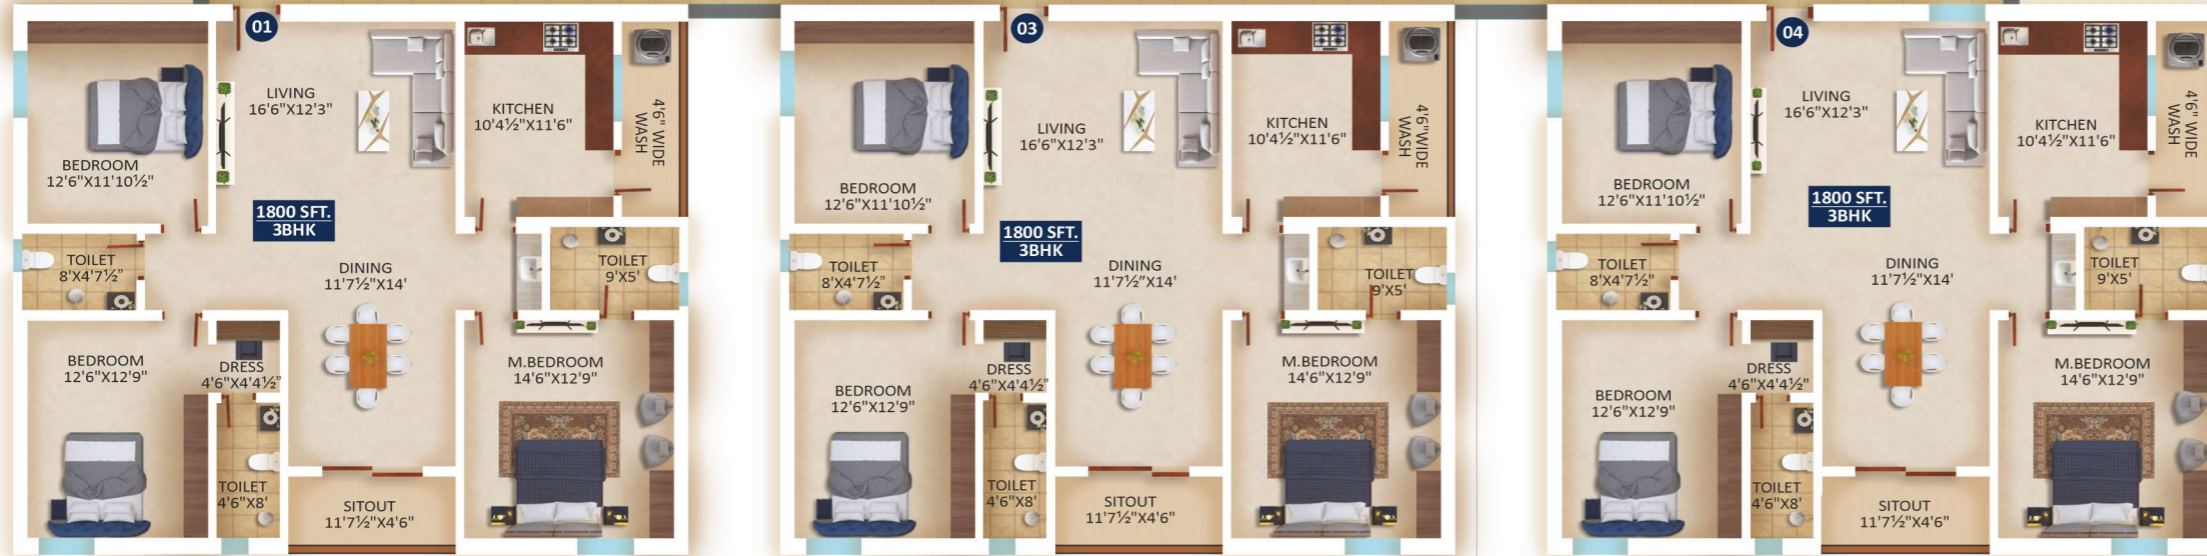 01
LIVING
16'6"X12'3"
KITCHEN
10'4½"X11'6"
4'6" WIDE
WASH
BEDROOM
12'6"X11'10½"
1800 SFT.
3BHK
TOILET
8'X4'7½"
DINING
11'7½"X14'
TOILET
9'X5'
BEDROOM
12'6"X12'9"
DRESS
4'6"X4'4½"
M.BEDROOM
14'6"X12'9"
TOILET
4'6"X8'
SITOUT
11'7½"X4'6"
03
LIVING
16'6"X12'3"
KITCHEN
10'4½"X11'6"
4'6"WIDE
WASH
BEDROOM
12'6"X11'10½"
1800 SFT.
3BHK
TOILET
8'X4'7½"
DINING
11'7½"X14'
TOILET
9'X5'
BEDROOM
12'6"X12'9"
DRESS
4'6"X4'4½"
M.BEDROOM
14'6"X12'9"
TOILET
4'6"X8'
SITOUT
11'7½"X4'6"
04
LIVING
16'6"X12'3"
KITCHEN
10'4½"X11'6"
4'6" WIDE
WASH
BEDROOM
12'6"X11'10½"
1800 SFT.
3BHK
TOILET
8'X4'7½"
DINING
11'7½"X14'
TOILET
9'X5'
BEDROOM
12'6"X12'9"
DRESS
4'6"X4'4½"
M.BEDROOM
14'6"X12'9"
TOILET
4'6"X8'
SITOUT
11'7½"X4'6"